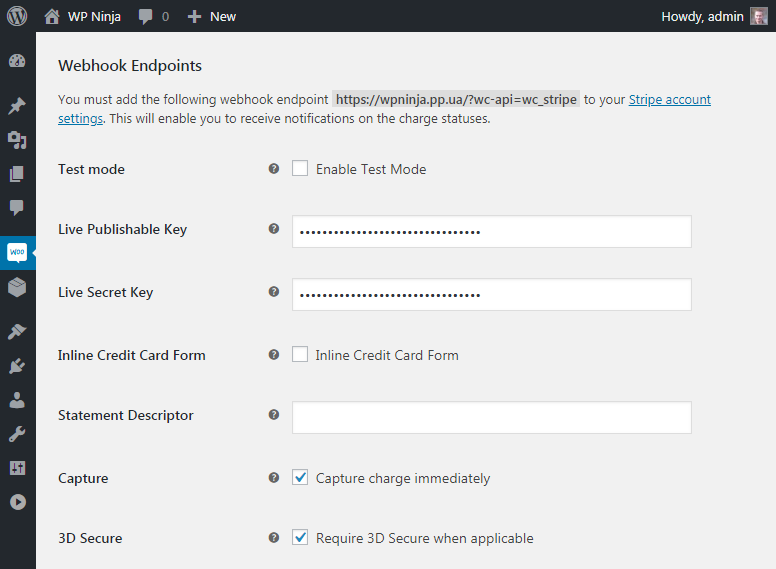 WP Ninja 0 New Howdy, admin
Webhook Endpoints
You must add the following webhook endpoint https://wpninja.pp.ua/?wc-api=wc_stripe to your Stripe account
settings. This will enable you to receive notifications on the charge statuses.
Test mode ? Enable Test Mode
Live Publishable Key ? ••••••••••••••••••••••••••••••••
Woo
Live Secret Key ? ••••••••••••••••••••••••••••••••
Inline Credit Card Form ? Inline Credit Card Form
Statement Descriptor ?
Capture ? Capture charge immediately
3D Secure ? Require 3D Secure when applicable